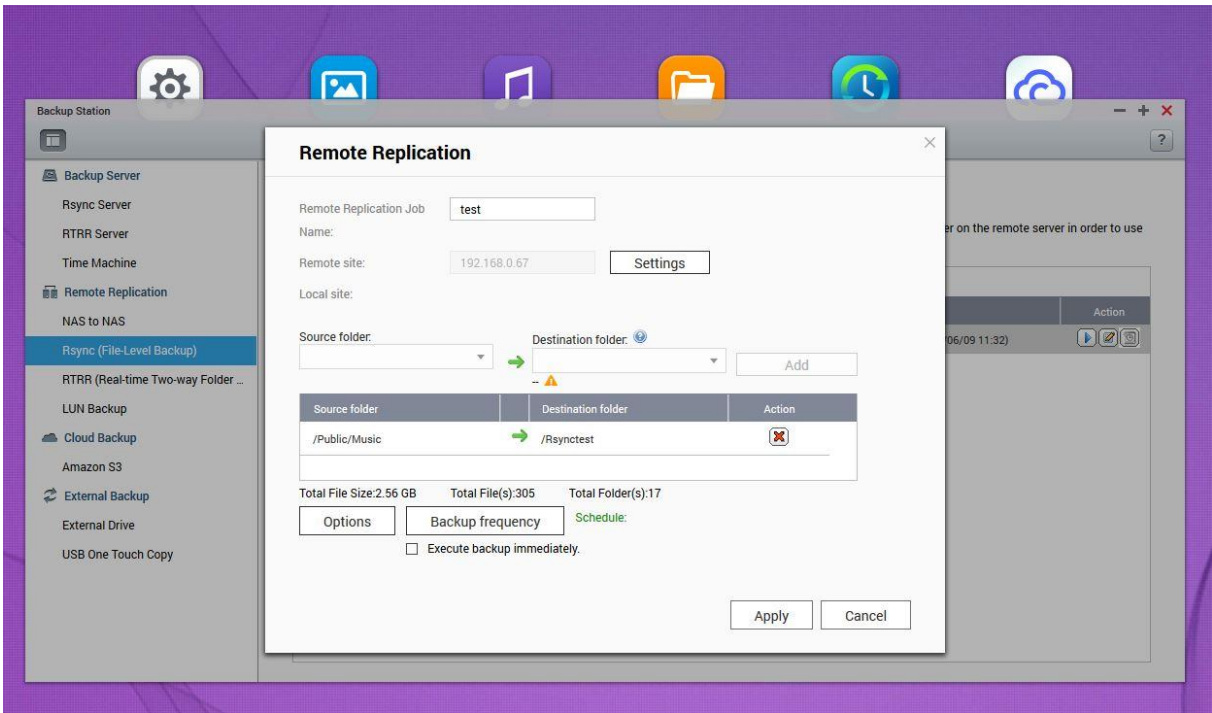 Backup Station
?
Backup Server
Rsync Server
RTRR Server
Time Machine
Remote Replication
NAS to NAS
Rsync (File-Level Backup)
RTRR (Real-time Two-way Folder ...
LUN Backup
Cloud Backup
Amazon S3
External Backup
External Drive
USB One Touch Copy
Remote Replication
Remote Replication Job
Name:
test
Remote site:
192.168.0.67
Settings
Local site:
Source folder:
Destination folder:
Add
--
Source folder
Destination folder
Action
/Public/Music
/Rsynctest
Total File Size:2.56 GB
Total File(s):305
Total Folder(s):17
Options
Backup frequency
Schedule:
Execute backup immediately.
Apply
Cancel
er on the remote server in order to use
Action
06/09 11:32)